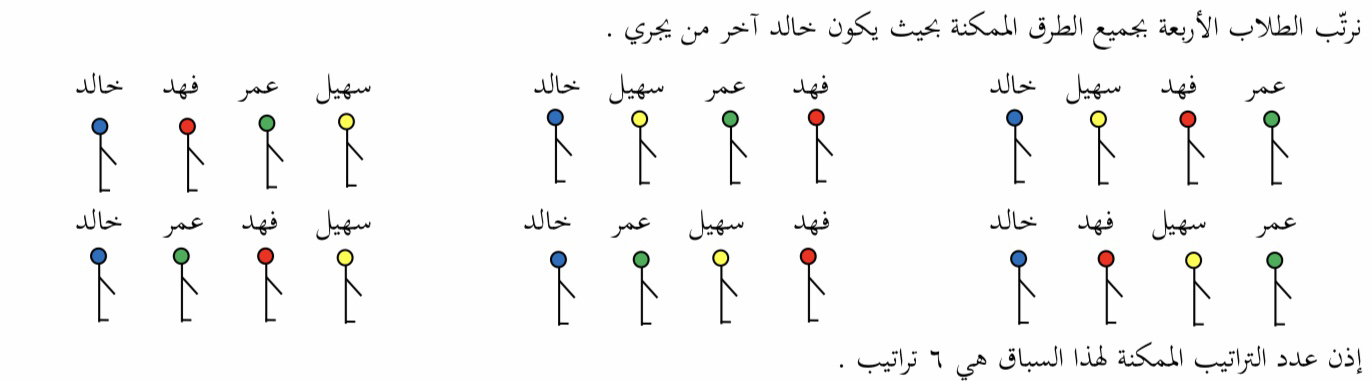 نرتّب الطلاب الأربعة بجميع الطرق الممكنة بحيث يكون خالد آخر من يجري .
عمر فهد سهيل خالد فهد عمر سهيل خالد سهيل عمر فهد خالد
عمر سهيل فهد خالد فهد سهيل عمر خالد سهيل فهد عمر خالد
إذن عدد التراتيب الممكنة لهذا السباق هي ٦ تراتيب .